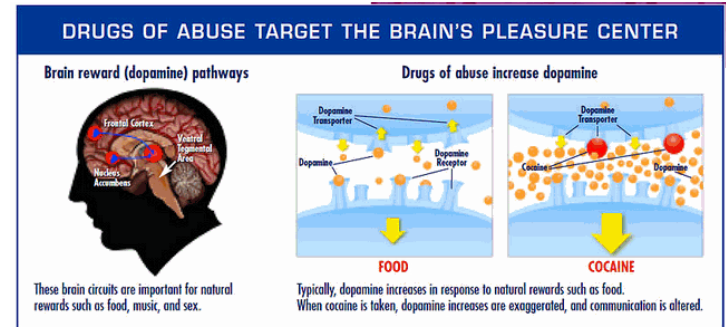 DRUGS OF ABUSE TARGET THE BRAIN'S PLEASURE CENTER
Brain reward (dopamine) pathways
Frontal Cortex
Ventral
Tegmental
Area
Nucleus
Accumbens
These brain circuits are important for natural
rewards such as food, music, and sex.
Drugs of abuse increase dopamine
Dopamine
Transporter
Dopamine
Dopamine
Receptor
FOOD
Dopamine
Transporter
Cocaine
Dopamine
COCAINE
Typically, dopamine increases in response to natural rewards such as food.
When cocaine is taken, dopamine increases are exaggerated, and communication is altered.